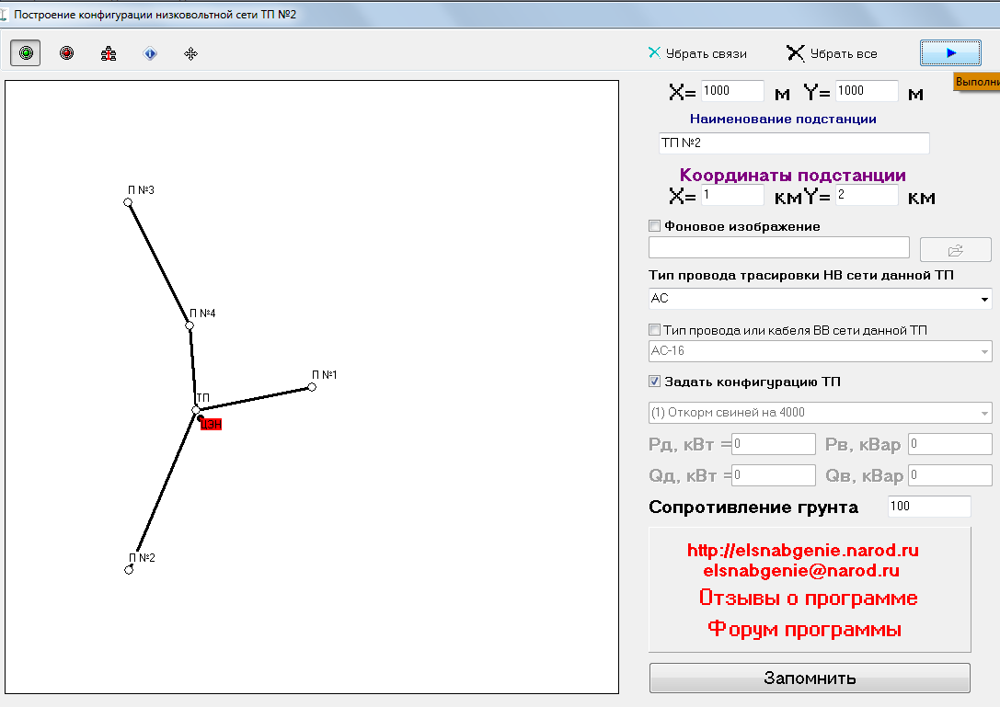 Построение конфигурации низковольтной сети ТП №2
Убрать связи
Убрать все
Выполни
X= 1000 м Y= 1000 м
Наименование подстанции
ТП №2
Координаты подстанции
X= 1 км Y= 2 км
Фоновое изображение
Тип провода трасировки НВ сети данной ТП
АС
Тип провода или кабеля ВВ сети данной ТП
АС-16
Задать конфигурацию ТП
(1) Откорм свиней на 4000
Рд, кВт = 0 Рв, кВар 0
Qд, кВт = 0 Qв, кВар 0
Сопротивление грунта 100
http://elsnabgenie.narod.ru
elsnabgenie@narod.ru
Отзывы о программе
Форум программы
Запомнить
П №3
П №4
П №1
ТП
ЦЭН
П №2